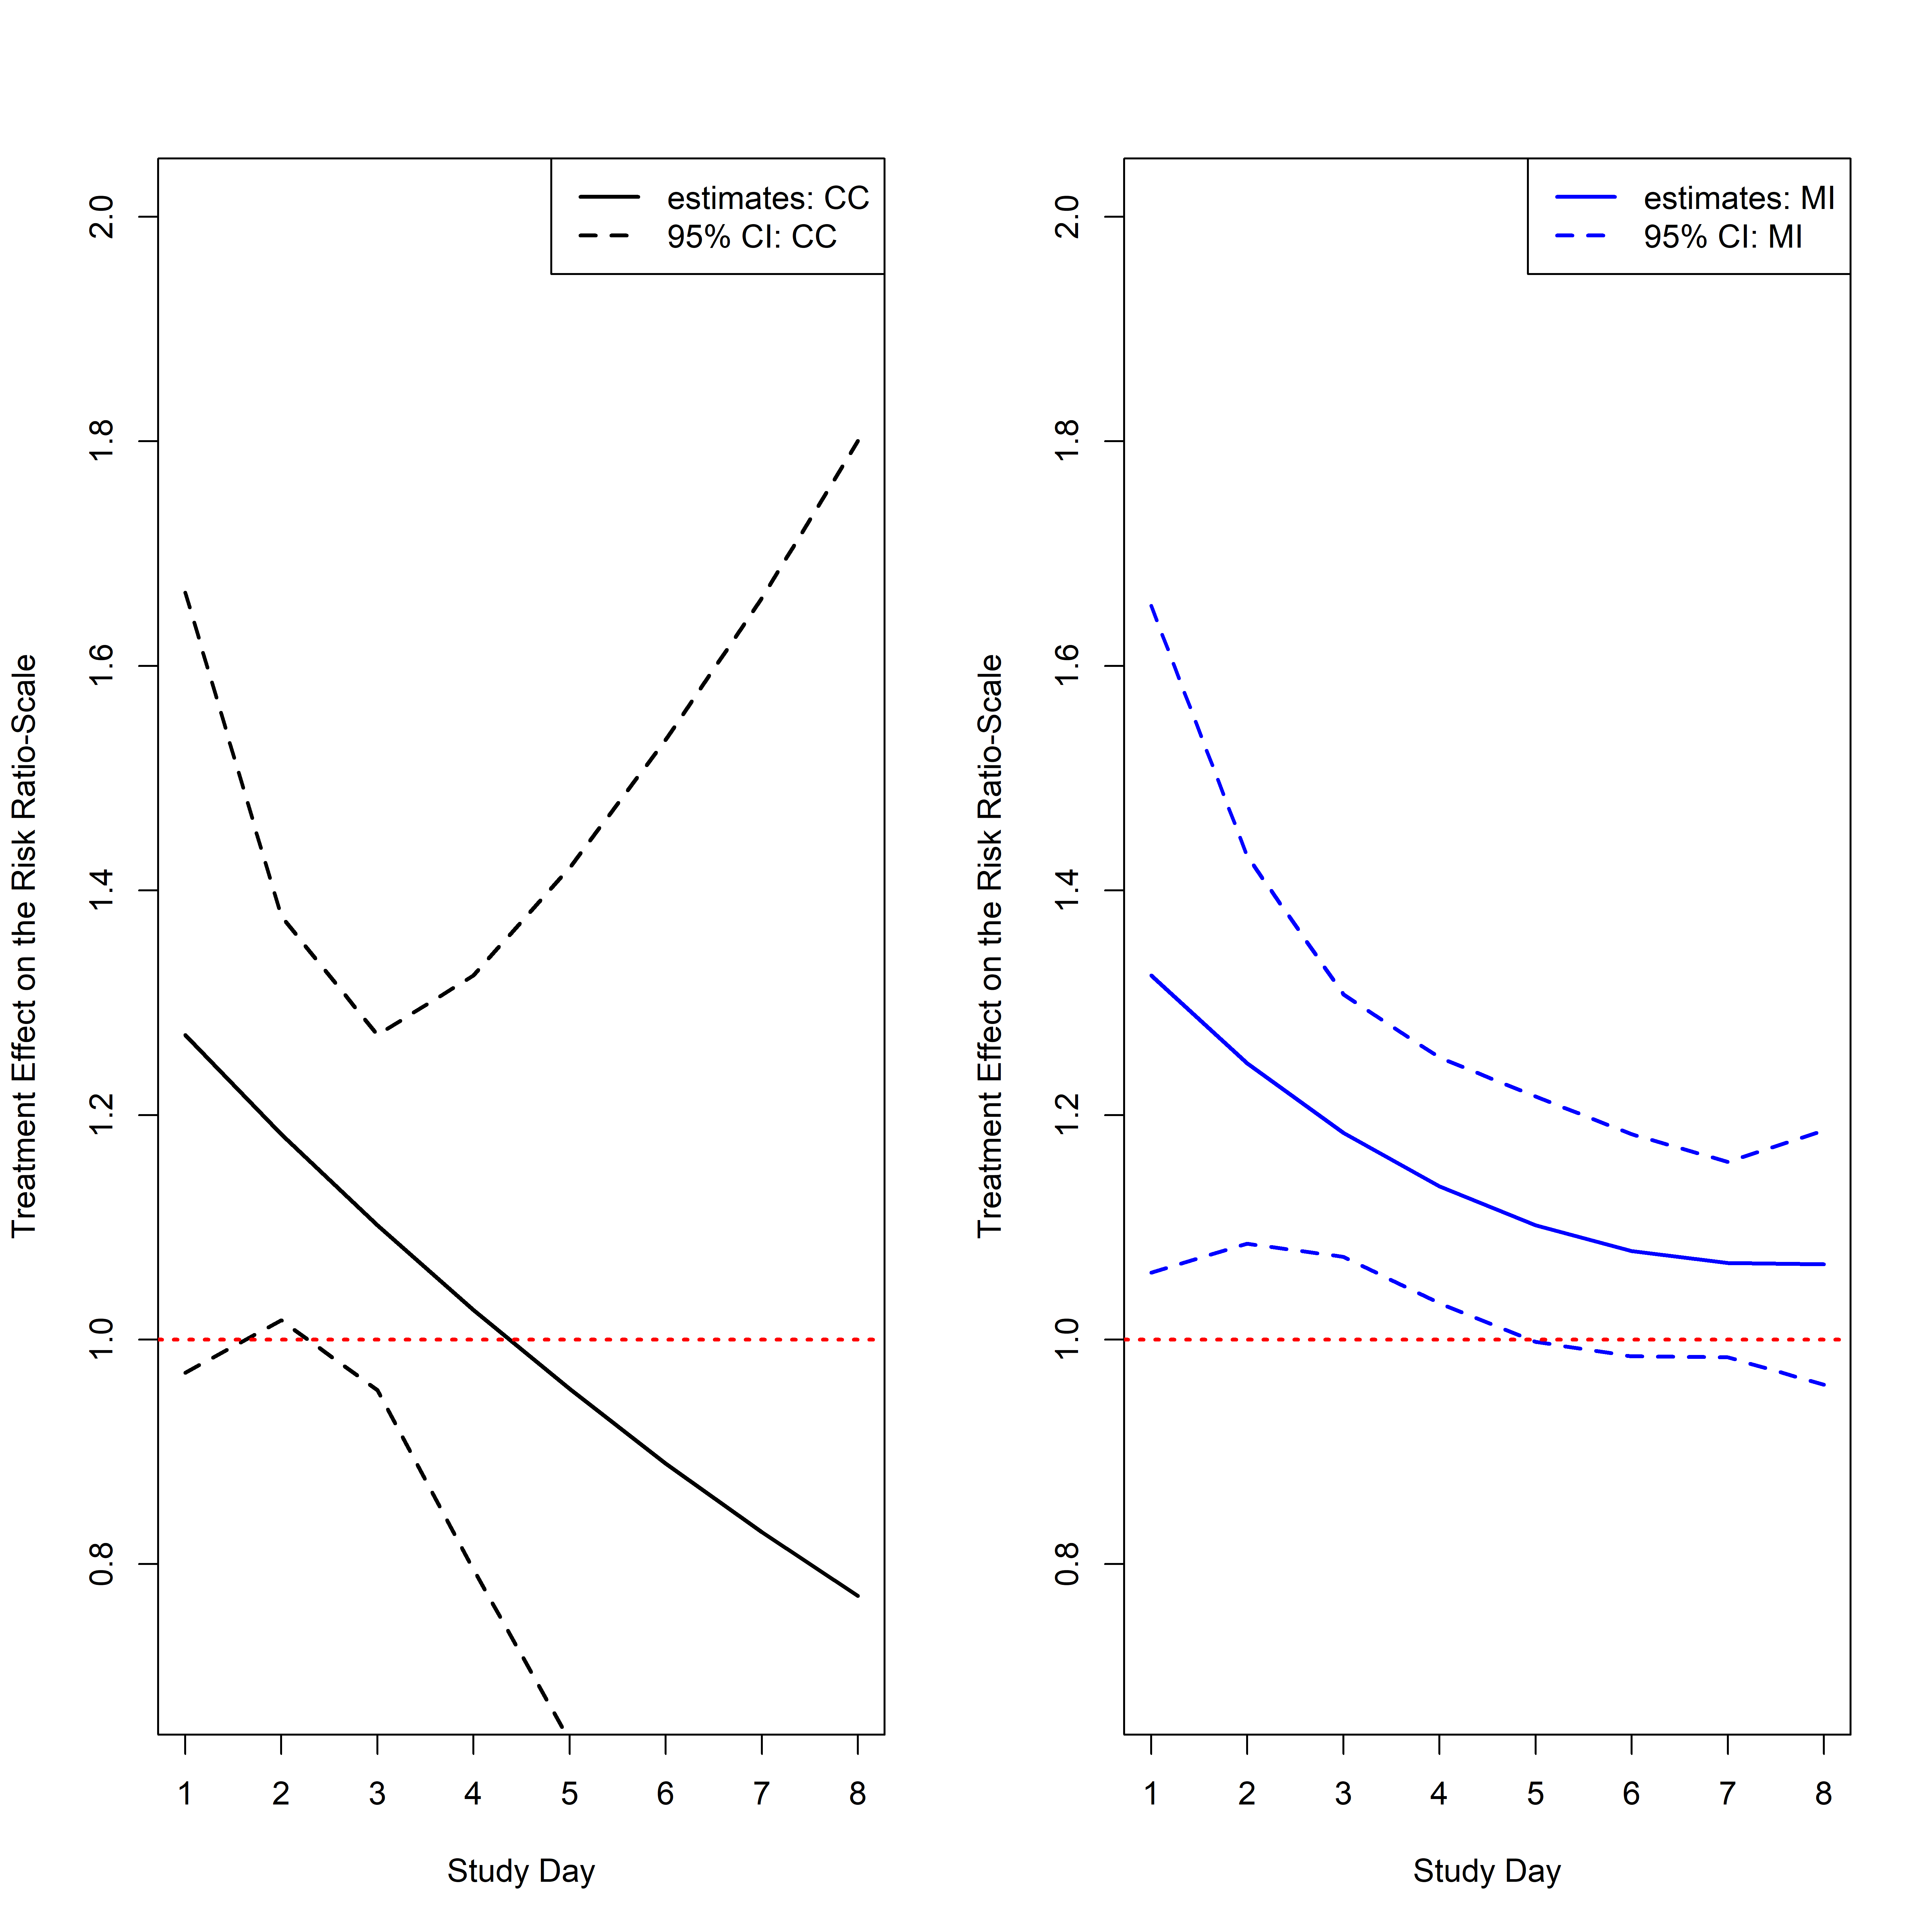 estimates: CC
95% CI: CC
2.0
1.8
1.6
1.4
1.2
1.0
0.8
Treatment Effect on the Risk Ratio-Scale
1 2 3 4 5 6 7 8
Study Day
estimates: MI
95% CI: MI
2.0
1.8
1.6
1.4
1.2
1.0
0.8
Treatment Effect on the Risk Ratio-Scale
1 2 3 4 5 6 7 8
Study Day